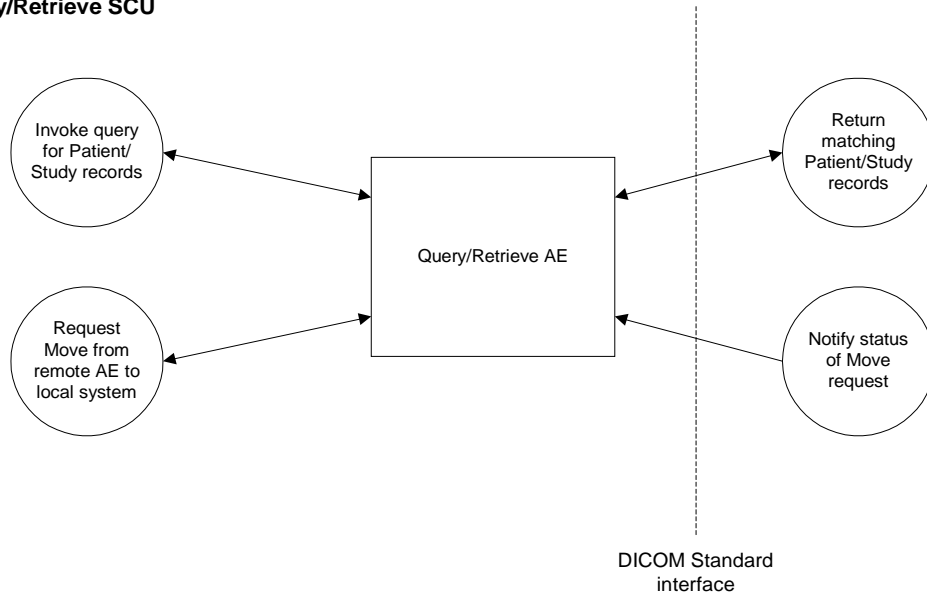 y/Retrieve SCU
Invoke query
for Patient/
Study records
Return
matching
Patient/Study
records
Query/Retrieve AE
Request
Move from
remote AE to
local system
Notify status
of Move
request
DICOM Standard
interface